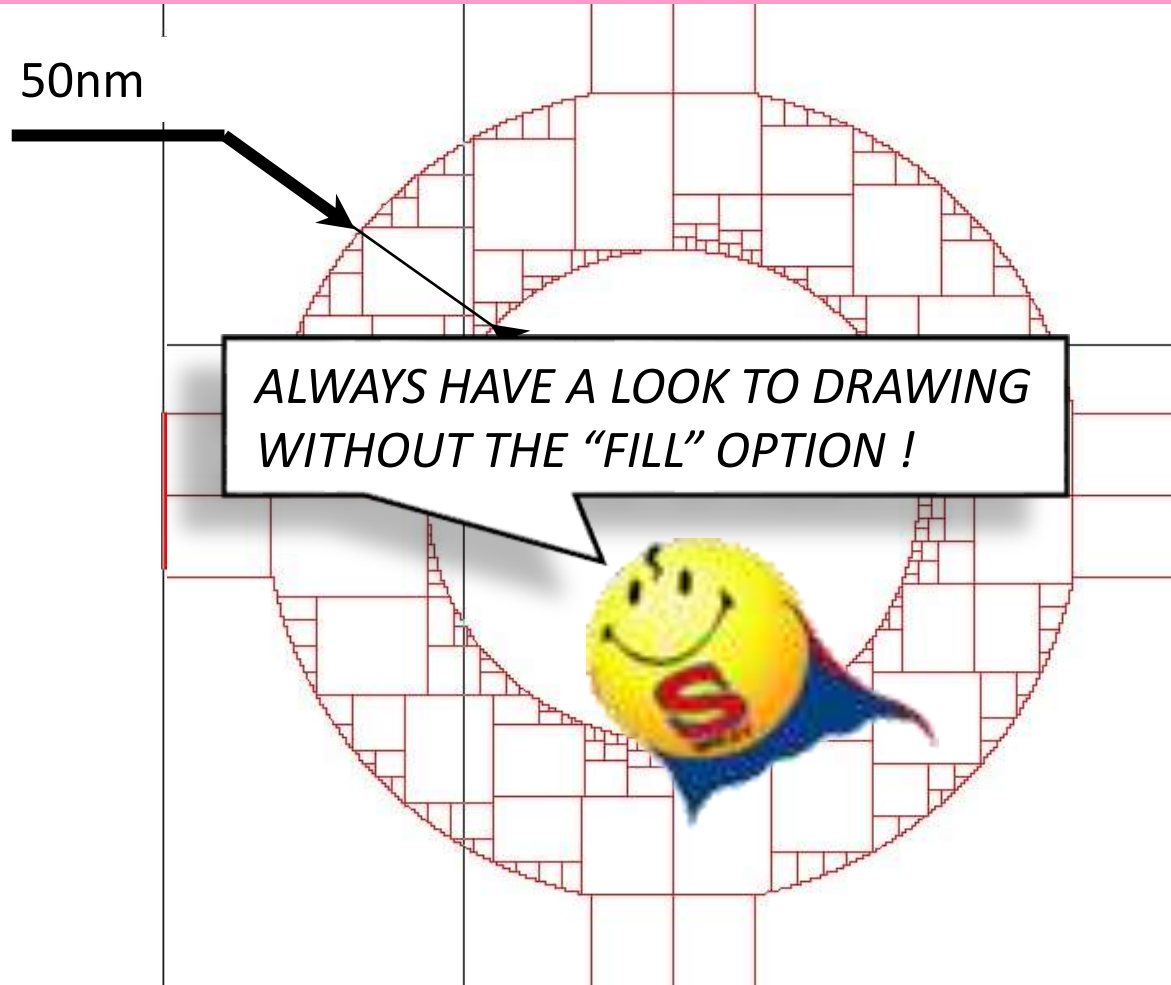 50nm
ALWAYS HAVE A LOOK TO DRAWING
WITHOUT THE “FILL” OPTION !
S